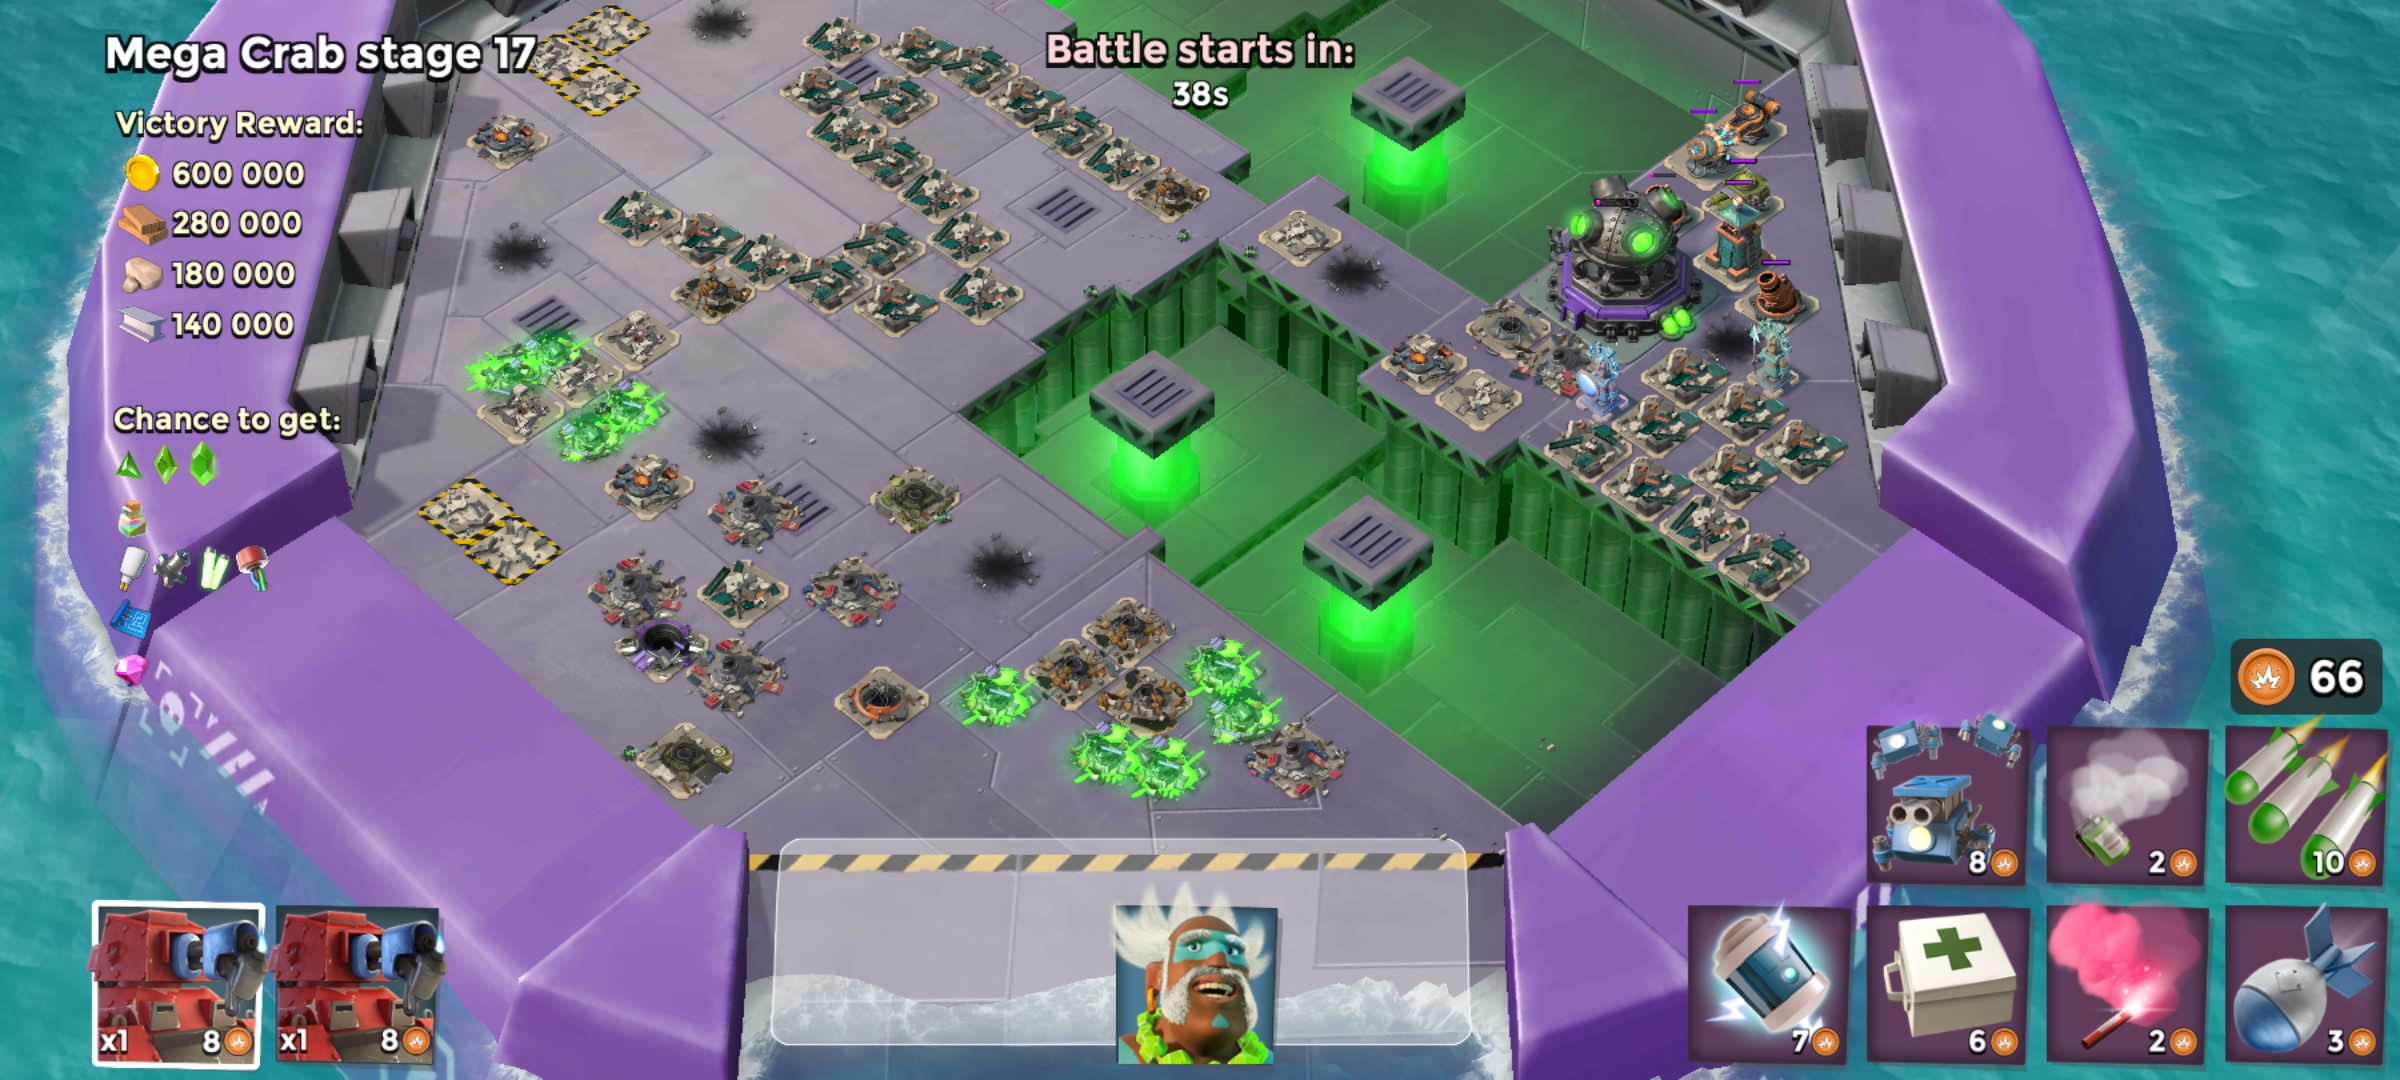 Mega Crab stage 17
Battle starts in:
38s
Victory Reward:
600 000
280 000
180 000
140 000
Chance to get:
66
8
2
10
x1 8
x1 8
7
6
2
3